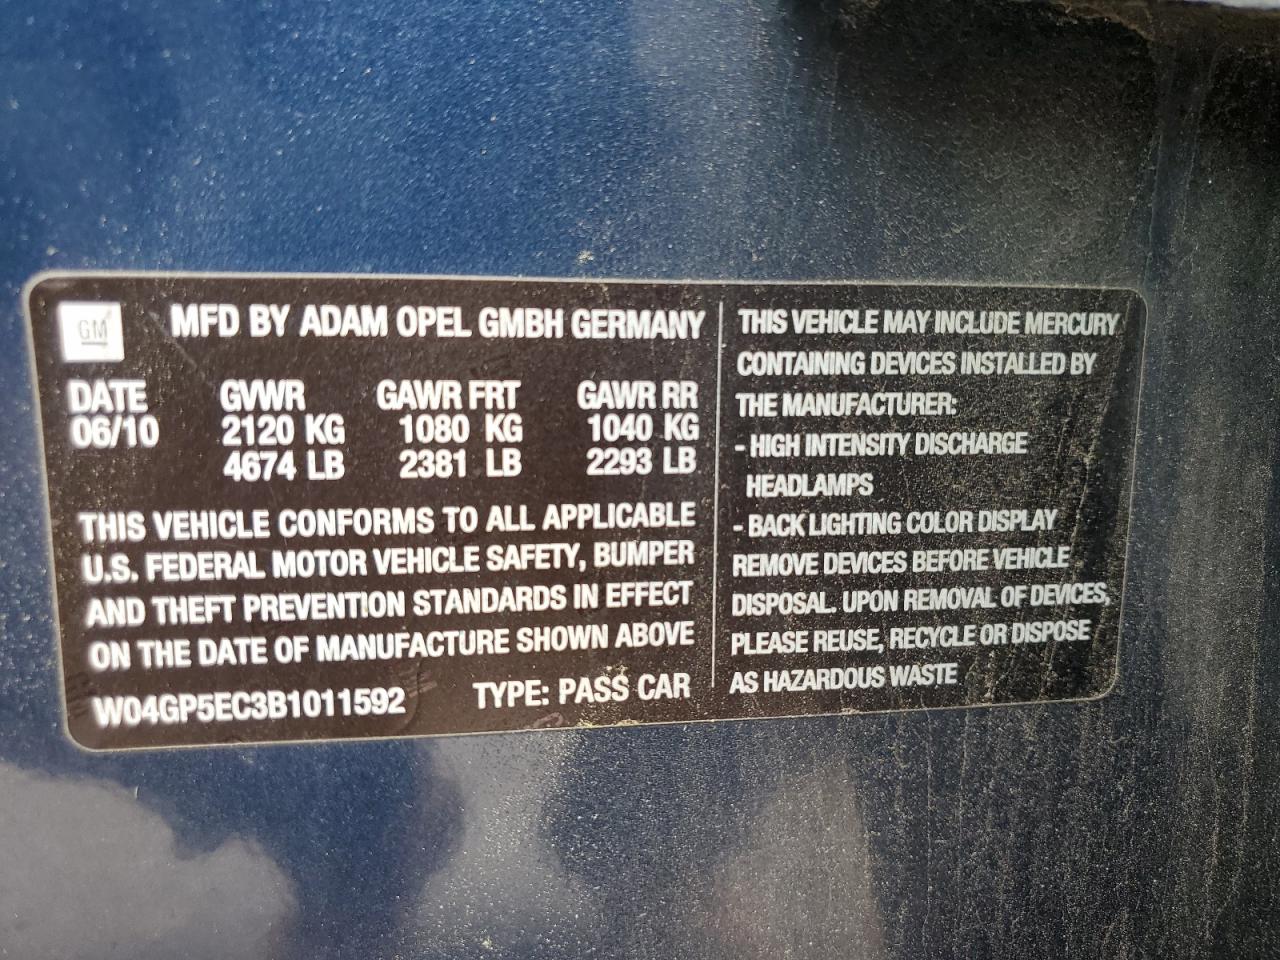 GM
MFD BY ADAM OPEL GMBH GERMANY
DATE GVWR GAWR FRT GAWR RR
06/10 2120 KG 1080 KG 1040 KG
4674 LB 2381 LB 2293 LB
THIS VEHICLE CONFORMS TO ALL APPLICABLE
U.S. FEDERAL MOTOR VEHICLE SAFETY, BUMPER
AND THEFT PREVENTION STANDARDS IN EFFECT
ON THE DATE OF MANUFACTURE SHOWN ABOVE
W04GP5EC3B1011592 TYPE: PASS CAR
THIS VEHICLE MAY INCLUDE MERCURY
CONTAINING DEVICES INSTALLED BY
THE MANUFACTURER:
- HIGH INTENSITY DISCHARGE
HEADLAMPS
- BACK LIGHTING COLOR DISPLAY
REMOVE DEVICES BEFORE VEHICLE
DISPOSAL. UPON REMOVAL OF DEVICES,
PLEASE REUSE, RECYCLE OR DISPOSE
AS HAZARDOUS WASTE